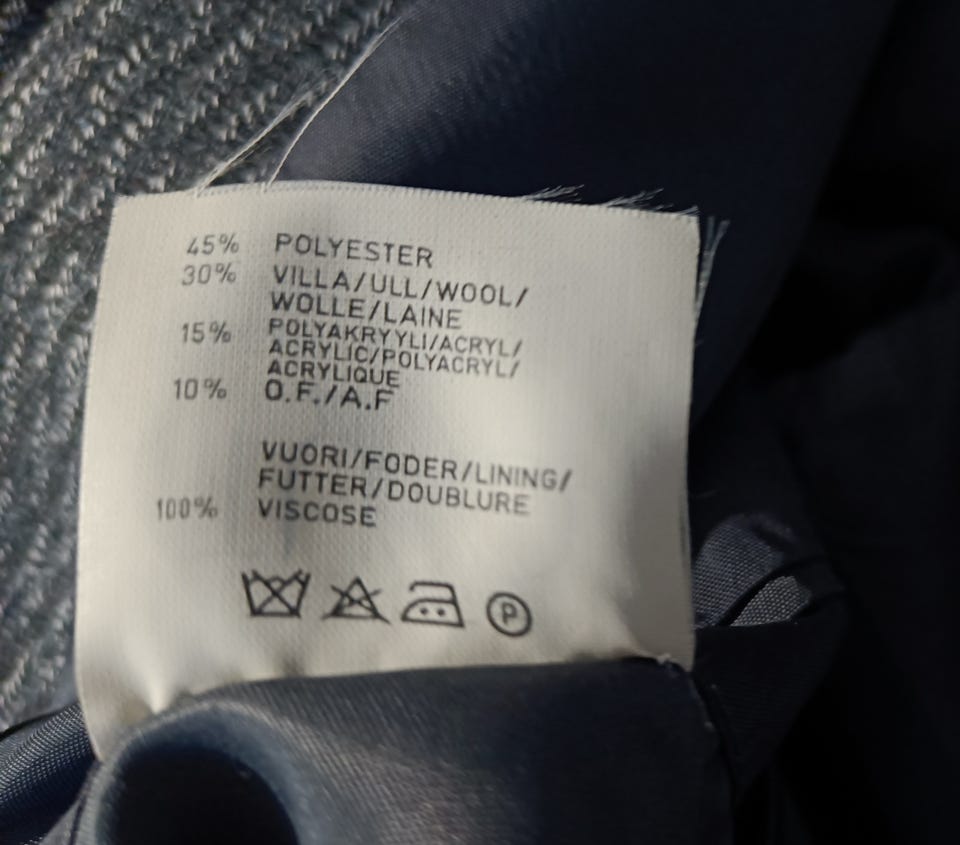 45% POLYESTER
30% VILLA/ULL/WOOL/
WOLLE/LAINE
15% POLYAKRYYLI/ACRYL/
ACRYLIC/POLYACRYL/
ACRYLIQUE
10% O.F./A.F
VUORI/FODER/LINING/
FUTTER/DOUBLURE
100% VISCOSE
P